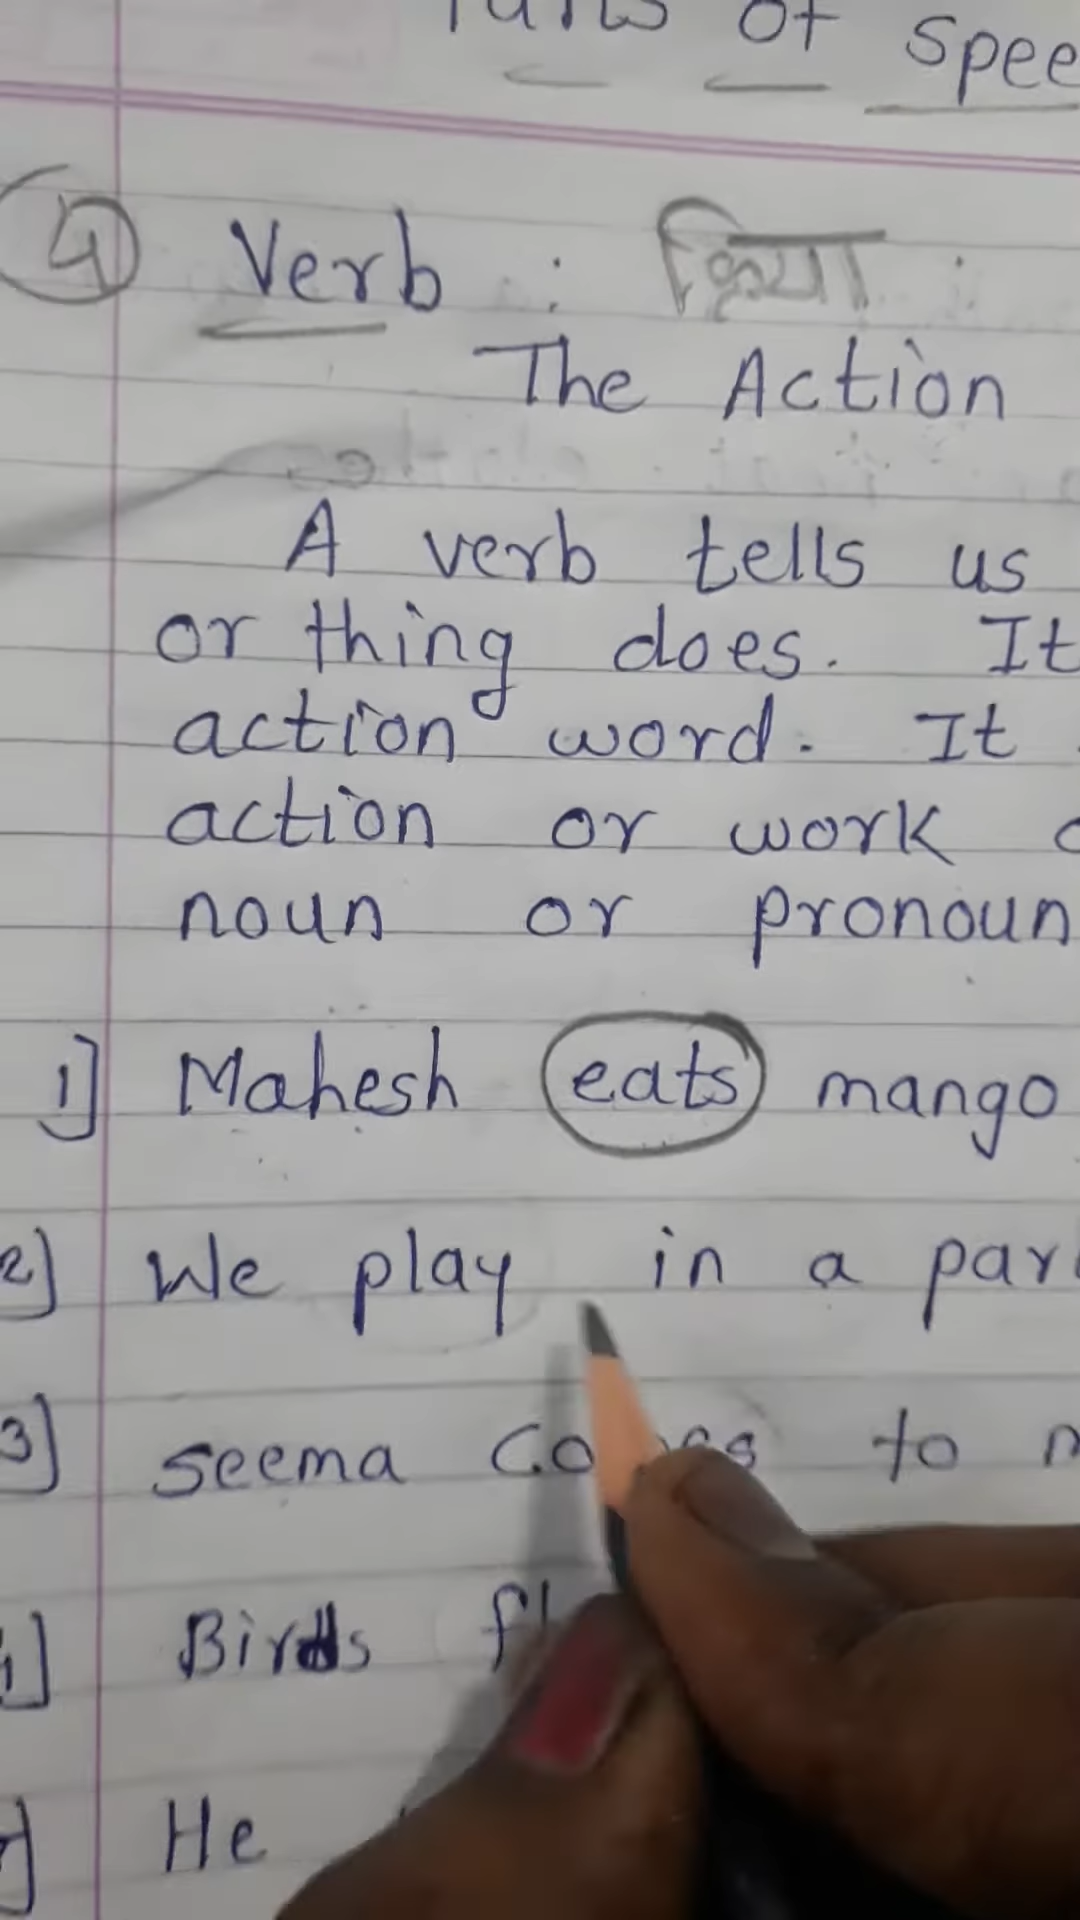 of spee
4 Verb : क्रिया :
The Action
A verb tells us
or thing does. It
action word. It
action or work
noun or pronoun
1] Mahesh eats mango
2] We play in a par
3] seema to
Birds
He